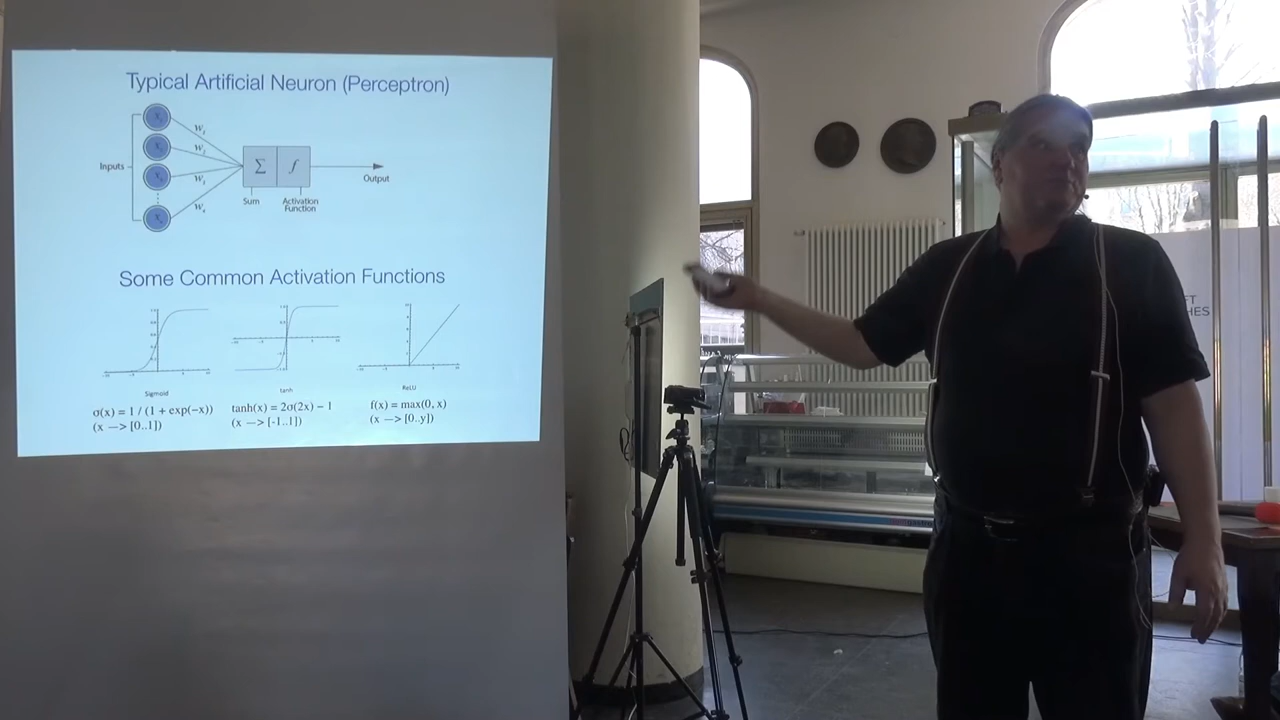 Typical Artificial Neuron (Perceptron)
Inputs
Σ
f
Sum
Activation
Function
Output
Some Common Activation Functions
Sigmoid
tanh
ReLU
σ(x) = 1 / (1 + exp(−x))
(x —> [0..1])
tanh(x) = 2σ(2x) − 1
(x —> [-1..1])
f(x) = max(0, x)
(x —> [0..y])